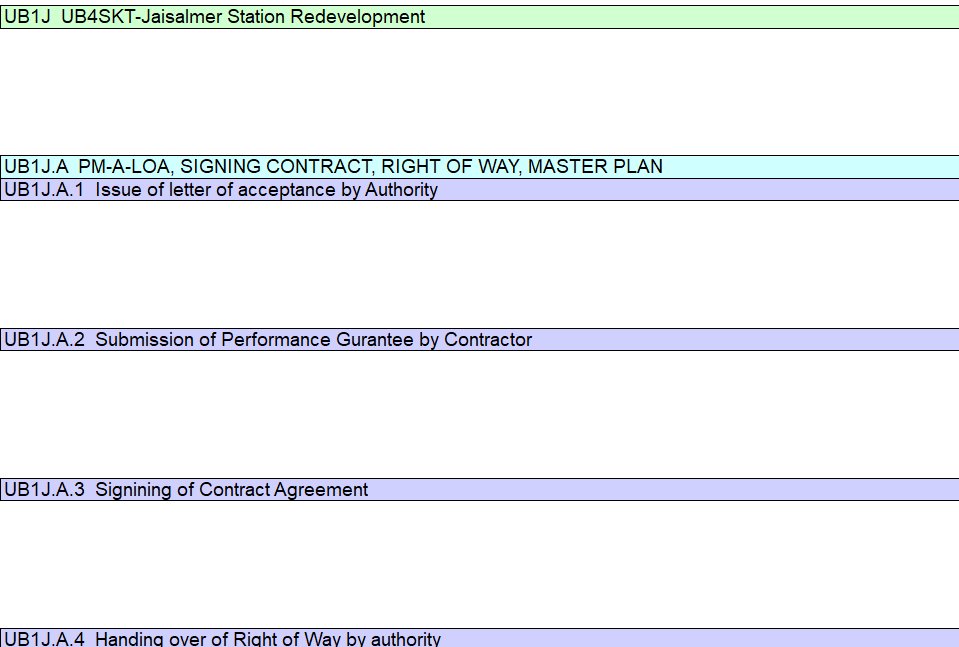 UB1J UB4SKT-Jaisalmer Station Redevelopment
UB1J.A PM-A-LOA, SIGNING CONTRACT, RIGHT OF WAY, MASTER PLAN
UB1J.A.1 Issue of letter of acceptance by Authority
UB1J.A.2 Submission of Performance Gurantee by Contractor
UB1J.A.3 Signining of Contract Agreement
UB1J.A.4 Handing over of Right of Way by authority